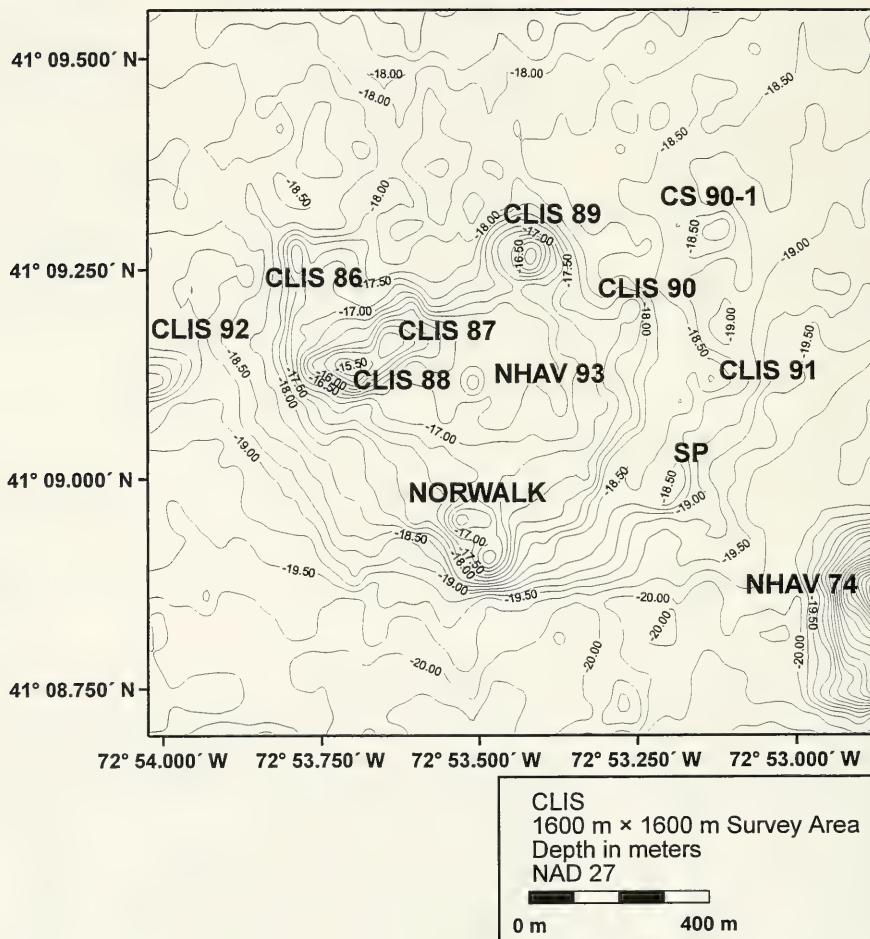 41° 09.500´ N
-18.00
-18.00
-18.50
-18.50
CS 90-1
-18.50
-18.00
-18.00
CLIS 89
-17.00
-18.50
-19.00
-16.50
41° 09.250´ N
CLIS 86
-17.50
-17.50
CLIS 90
-17.00
-18.00
-19.00
-19.50
CLIS 92
CLIS 87
-18.50
-18.50
-15.50
-16.00
-16.50
CLIS 88
NHAV 93
CLIS 91
-17.50
-18.00
-17.00
SP
-19.00
41° 09.000´ N
-18.50
-18.50
NORWALK
-19.00
-17.00
-18.50
-17.50
-18.00
-19.50
-19.50
-19.00
-19.50
NHAV 74
-20.00
-19.50
-20.00
-20.00
-20.00
-20.00
41° 08.750´ N
72° 54.000´ W 72° 53.750´ W 72° 53.500´ W 72° 53.250´ W 72° 53.000´ W
CLIS
1600 m × 1600 m Survey Area
Depth in meters
NAD 27
0 m 400 m